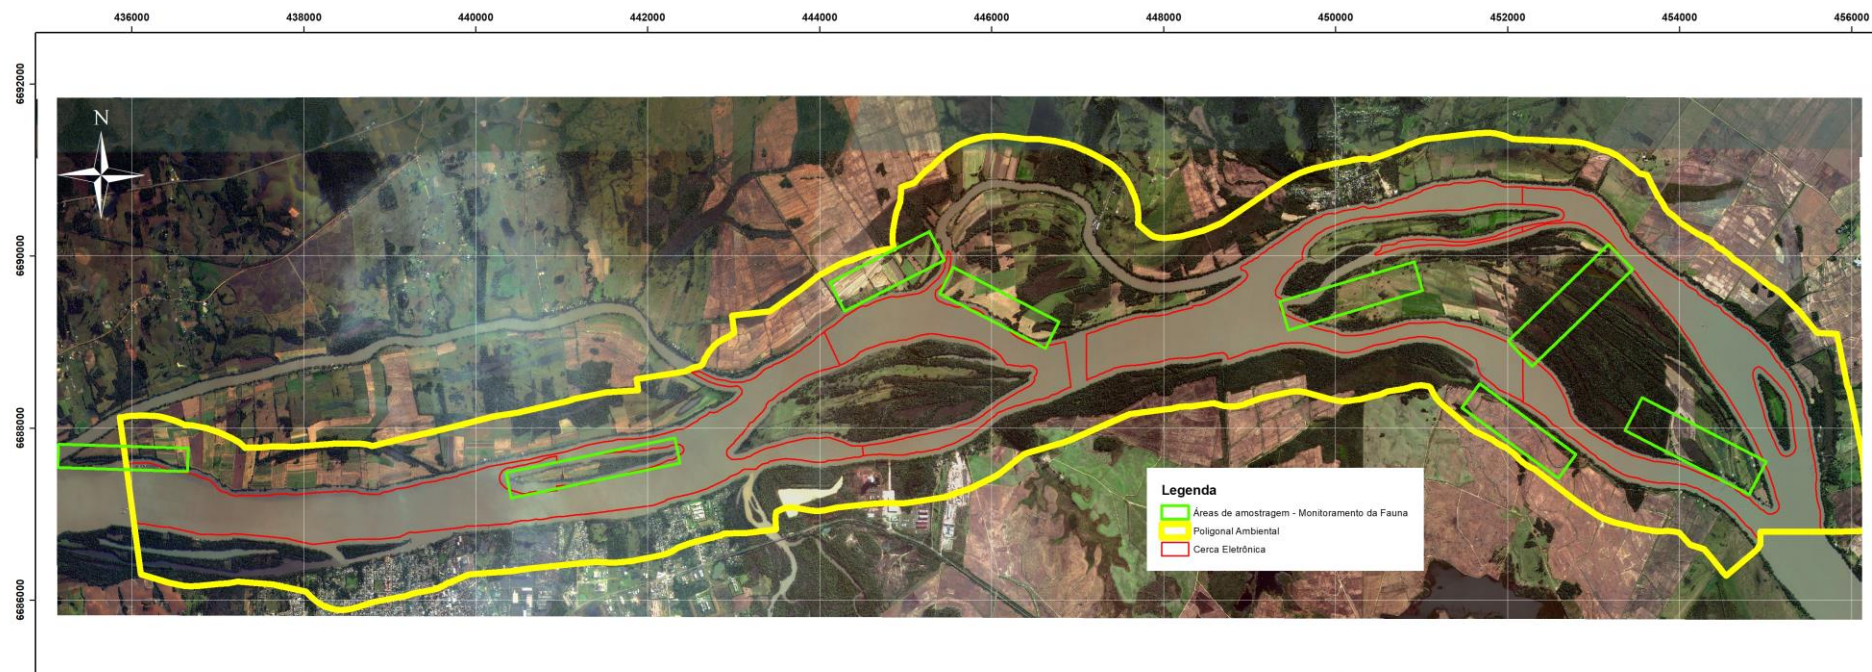 436000 438000 440000 442000 444000 446000 448000 450000 452000 454000 456000
6692000
N
6690000
6688000
Legenda
Áreas de amostragem - Monitoramento da Fauna
Poligonal Ambiental
Cerca Eletrônica
6686000